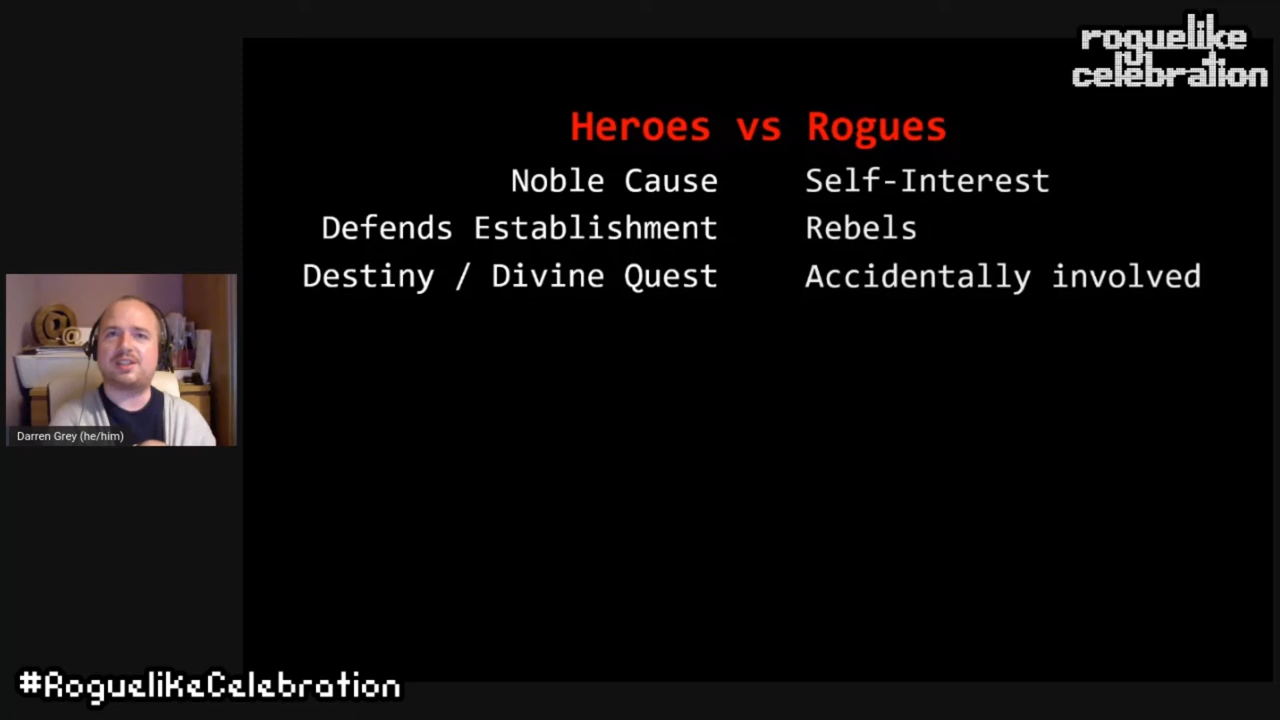 roguelike
celebration
Heroes vs Rogues
Noble Cause Self-Interest
Defends Establishment Rebels
Destiny / Divine Quest Accidentally involved
@
@
Darren Grey (he/him)
#RoguelikeCelebration